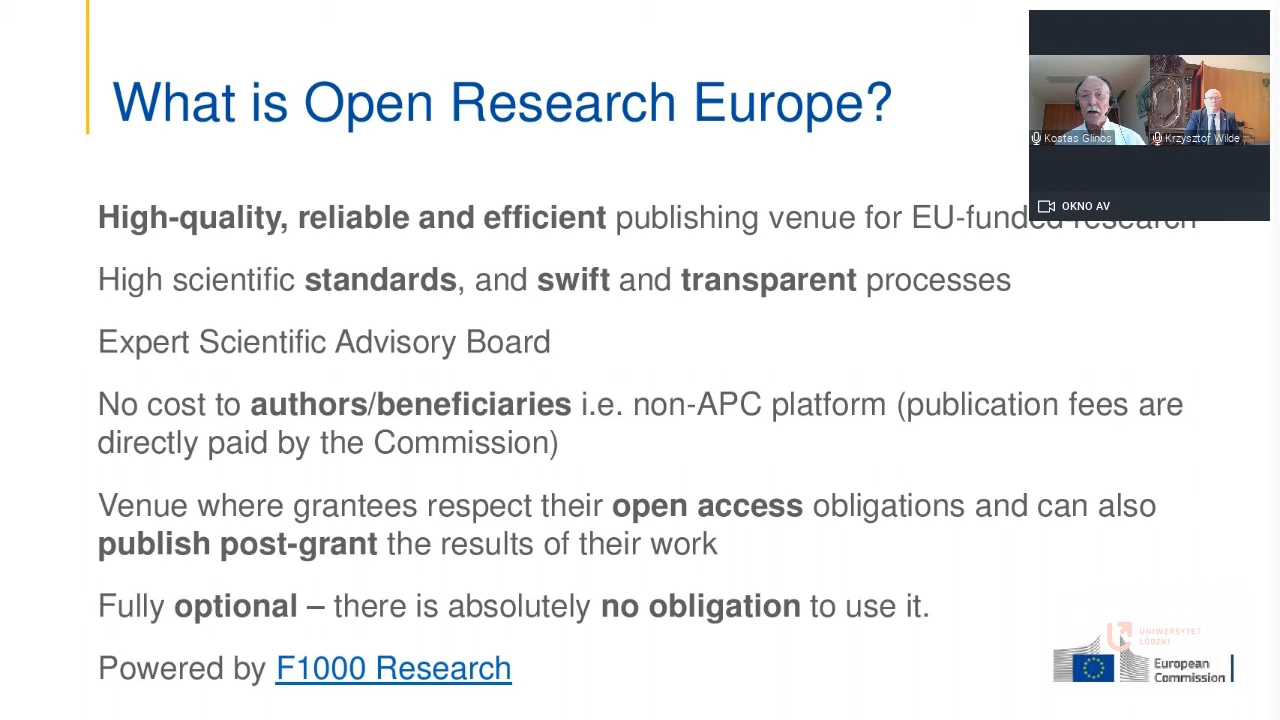 What is Open Research Europe?
Kostas Glinos
Krzysztof Wilde
OKNO AV
High-quality, reliable and efficient publishing venue for EU-funded research
High scientific standards, and swift and transparent processes
Expert Scientific Advisory Board
No cost to authors/beneficiaries i.e. non-APC platform (publication fees are
directly paid by the Commission)
Venue where grantees respect their open access obligations and can also
publish post-grant the results of their work
Fully optional – there is absolutely no obligation to use it.
Powered by F1000 Research
UNIWERSYTET
ŁÓDZKI
European
Commission